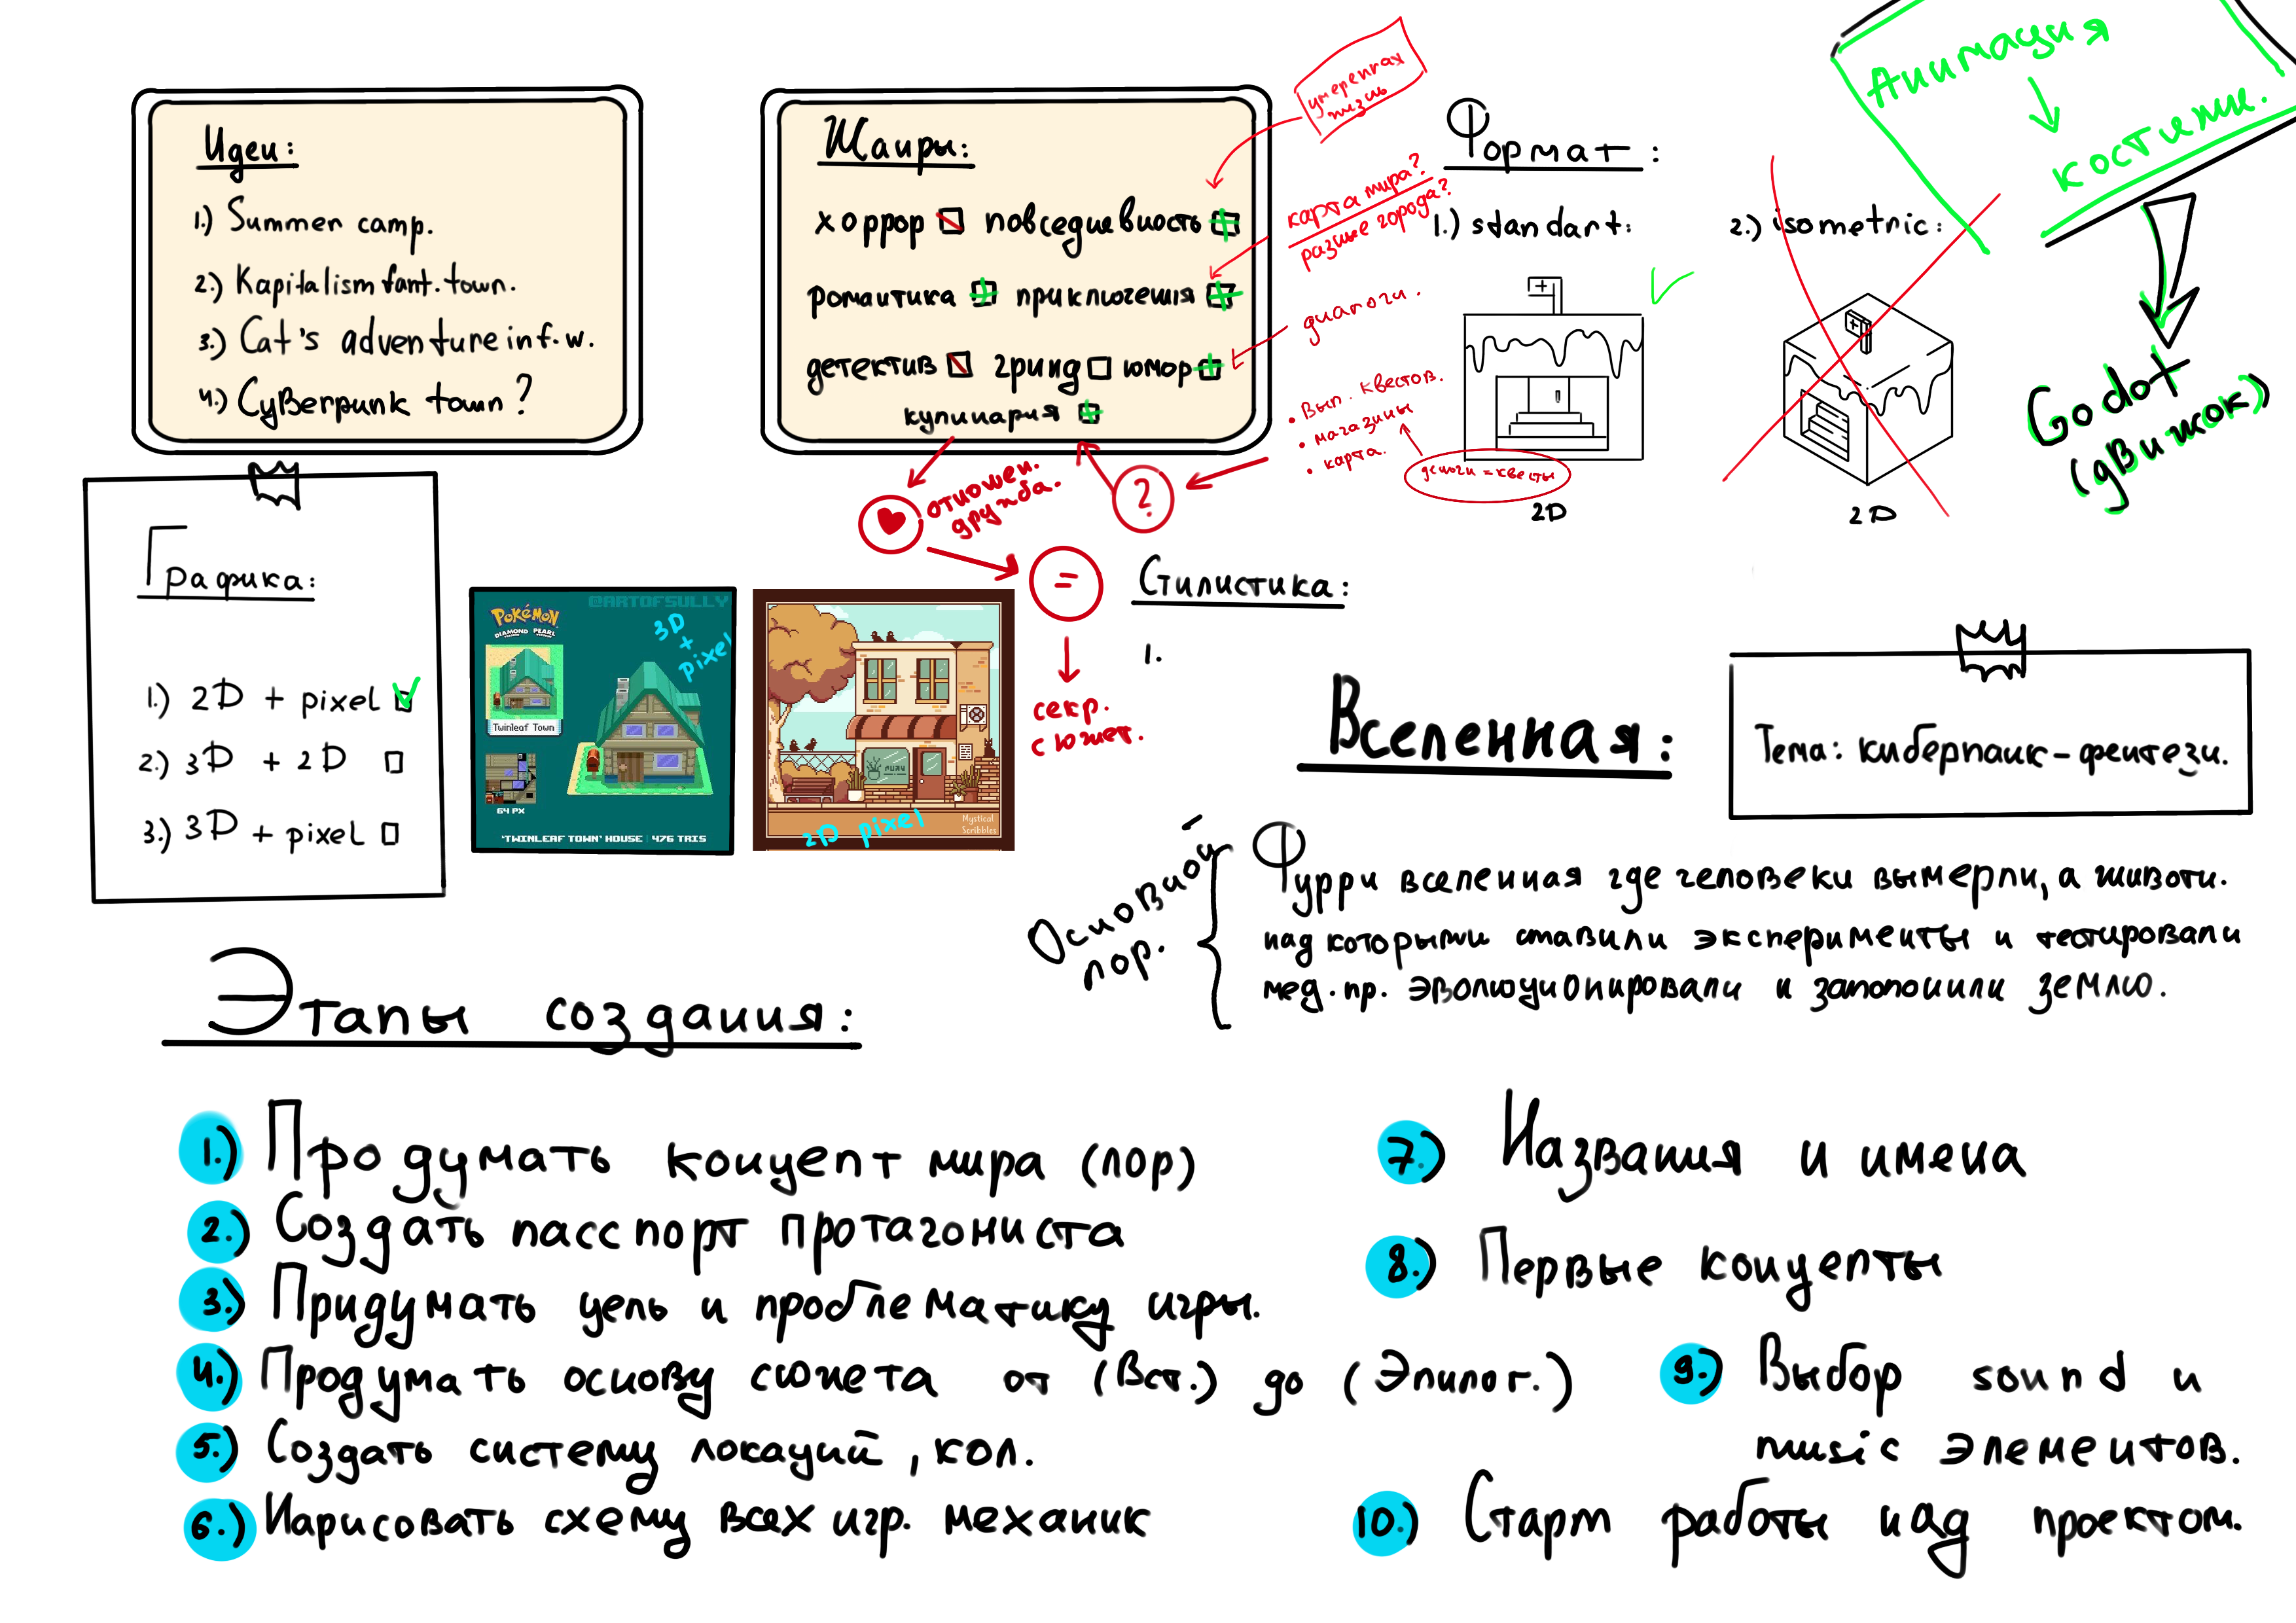 Идеи:
1.) Summer camp.
2.) Kapitalism fant. town.
3.) Cat's adventure in f.w.
4.) Cyberpunk town?
Жанры:
хоррор повседневность
романтика приключения
детектив гринд юмор
кулинария
умеренная
жизнь
карта мира?
разные города?
диалоги.
• Вып. квестов.
• магазины
• карта.
деньги = квесты
?
отношен.
дружба.
=
секр.
сюжет.
Формат:
1.) standart:
2D
2.) isometric:
2D
Анимация
костюмы.
Godot
(движок)
Графика:
1.) 2D + pixel
2.) 3D + 2D
3.) 3D + pixel
@ARTOFSULLY
POKéMON
DIAMOND PEARL
3D
+
pixel
Twinleaf Town
64 PX
'TWINLEAF TOWN' HOUSE | 476 TRIS
2D pixel
Mystical
Scribbles
Стилистика:
1.
Вселенная:
Тема: киберпанк-фентези.
Основной
лор.
Фурри вселенная где человеки вымерли, а животн.
над которыми ставили эксперименты и тестировали
мед. пр. эволюционировали и заполонили землю.
Этапы создания:
1.) Продумать концепт мира (лор)
2.) Создать пасспорт протагониста
3.) Придумать цель и проблематику игры.
4.) Продумать основу сюжета от (Вст.) до (Эпилог.)
5.) Создать систему локаций, кол.
6.) Нарисовать схему всех игр. механик
7.) Названия и имена
8.) Первые концепты
9.) Выбор sound и
music элементов.
10.) Старт работы над проектом.